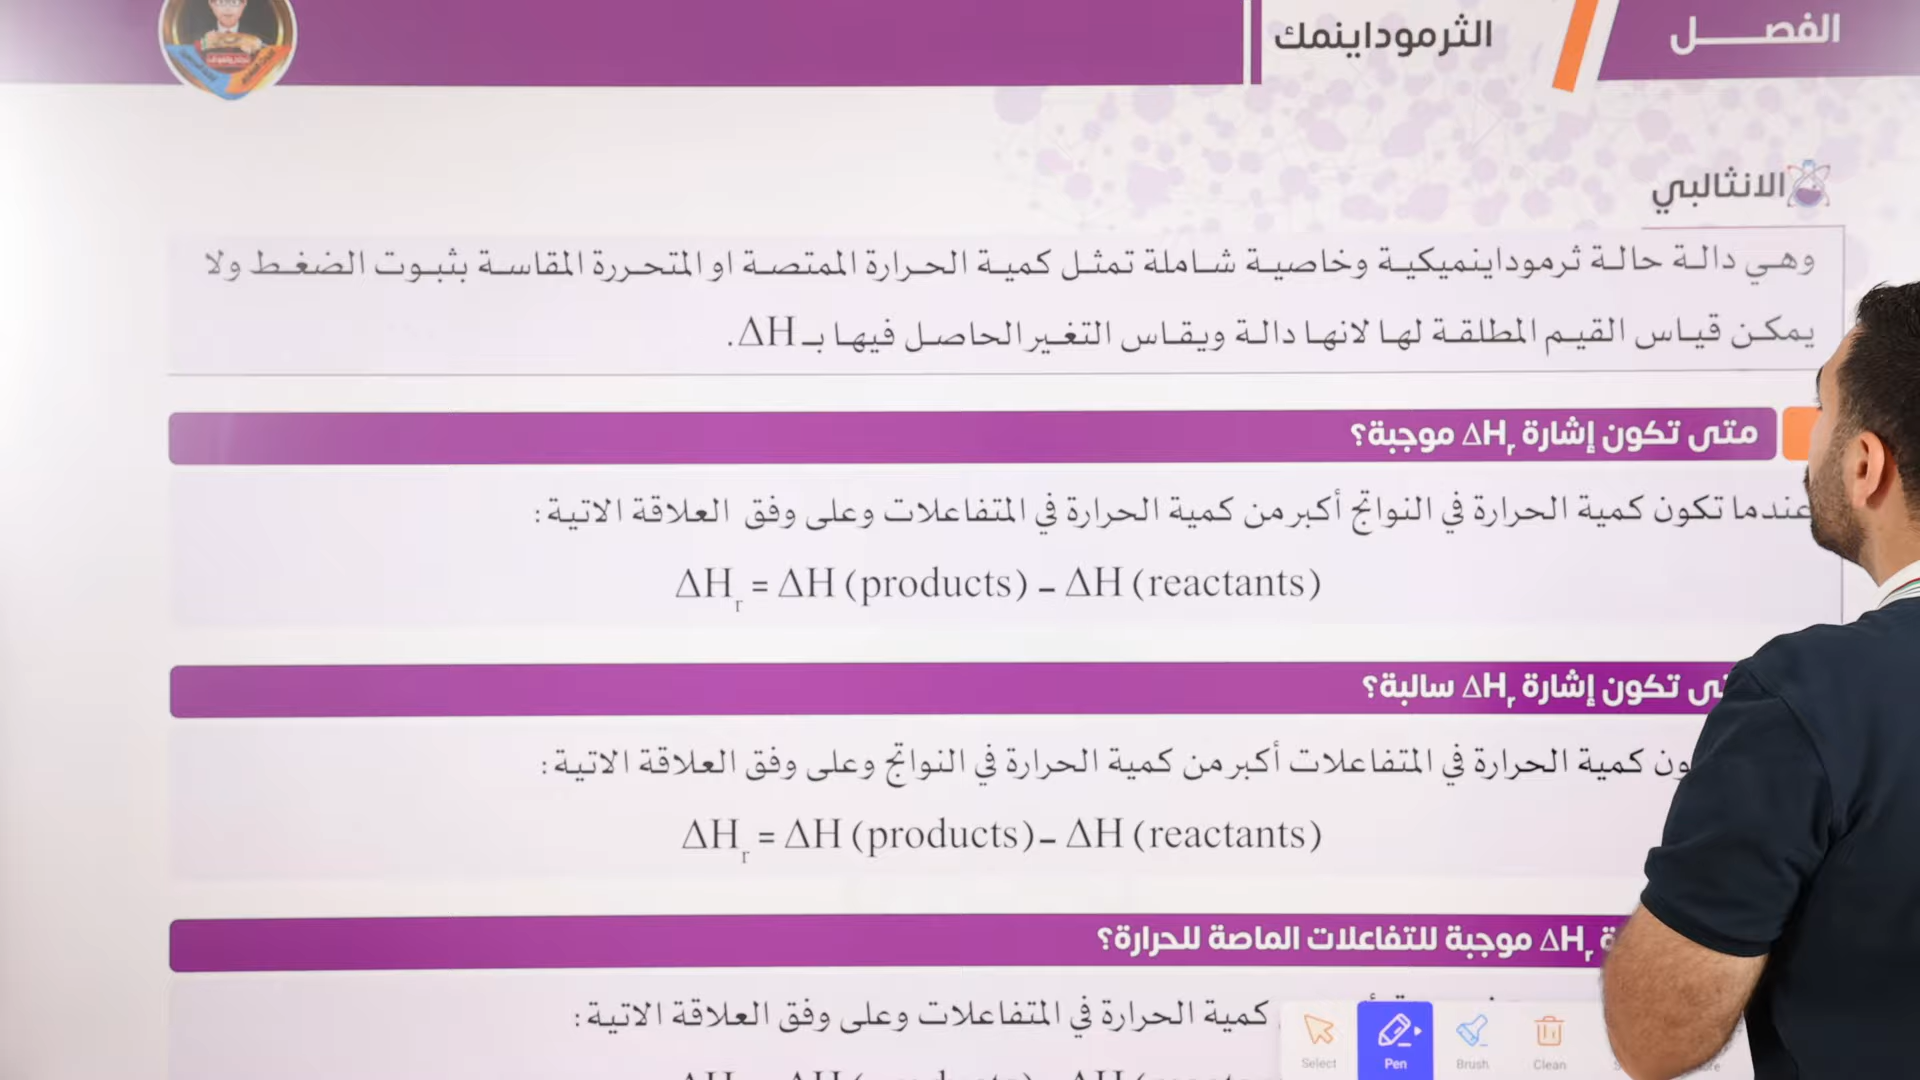 الفصـــــل
الثرموداينمك
الانثالبي
وهي دالة حالة ثرموداينميكية وخاصية شاملة تمثل كمية الحرارة الممتصة او المتحررة المقاسة بثبوت الضغط ولا
يمكن قياس القيم المطلقة لها لانها دالة ويقاس التغير الحاصل فيها بـ ΔH.
متى تكون إشارة ΔHr موجبة؟
عندما تكون كمية الحرارة في النواتج أكبر من كمية الحرارة في المتفاعلات وعلى وفق العلاقة الاتية:
ΔHr = ΔH (products) – ΔH (reactants)
تكون إشارة ΔHr سالبة؟
كمية الحرارة في المتفاعلات أكبر من كمية الحرارة في النواتج وعلى وفق العلاقة الاتية:
ΔHr = ΔH (products) – ΔH (reactants)
ΔHr موجبة للتفاعلات الماصة للحرارة؟
كمية الحرارة في المتفاعلات وعلى وفق العلاقة الاتية:
Select Pen Brush Clean